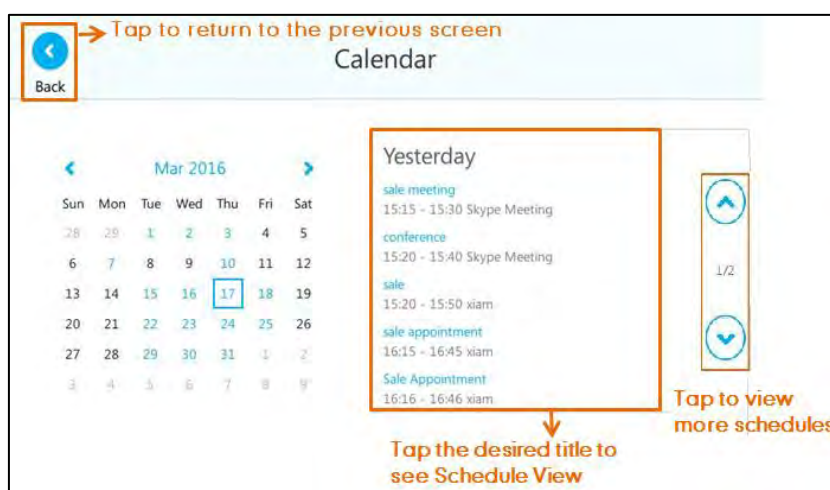 Tap to return to the previous screen
Back
Calendar
Mar 2016
Sun Mon Tue Wed Thu Fri Sat
28 29 1 2 3 4 5
6 7 8 9 10 11 12
13 14 15 16 17 18 19
20 21 22 23 24 25 26
27 28 29 30 31 1 2
3 4 5 6 7 8 9
Yesterday
sale meeting
15:15 - 15:30 Skype Meeting
conference
15:20 - 15:40 Skype Meeting
sale
15:20 - 15:50 xiam
sale appointment
16:15 - 16:45 xiam
Sale Appointment
16:16 - 16:46 xiam
1/2
Tap to view
more schedules
Tap the desired title to
see Schedule View